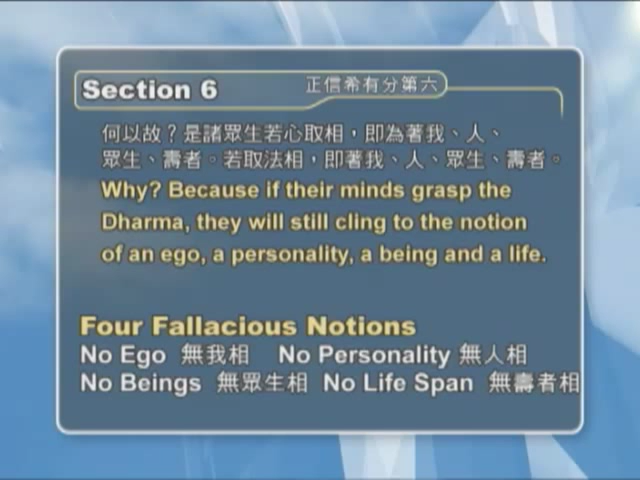 Section 6 正信希有分第六
何以故？是諸眾生若心取相，即為著我、人、
眾生、壽者。若取法相，即著我、人、眾生、壽者。
Why? Because if their minds grasp the
Dharma, they will still cling to the notion
of an ego, a personality, a being and a life.
Four Fallacious Notions
No Ego 無我相 No Personality 無人相
No Beings 無眾生相 No Life Span 無壽者相